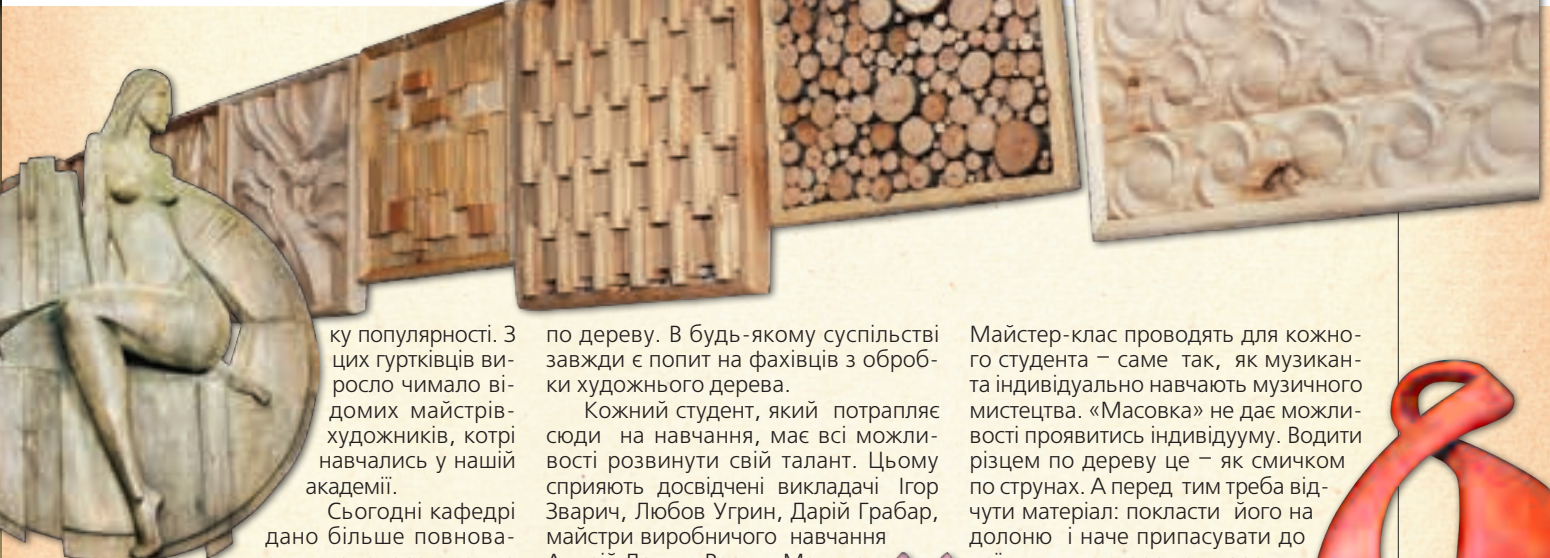 ку популярності. З
цих гуртківців ви-
росло чимало ві-
домих майстрів-
художників, котрі
навчались у нашій
академії.
Сьогодні кафедрі
дано більше повнова-
по дереву. В будь-якому суспільстві
завжди є попит на фахівців з оброб-
ки художнього дерева.
Кожний студент, який потрапляє
сюди на навчання, має всі можли-
вості розвинути свій талант. Цьому
сприяють досвідчені викладачі Ігор
Зварич, Любов Угрин, Дарій Грабар,
майстри виробничого навчання
Майстер-клас проводять для кожно-
го студента – саме так, як музикан-
та індивідуально навчають музичного
мистецтва. «Масовка» не дає можли-
вості проявитись індивідууму. Водити
різцем по дереву це – як смичком
по струнах. А перед тим треба від-
чути матеріал: покласти його на
долоню і наче припасувати до